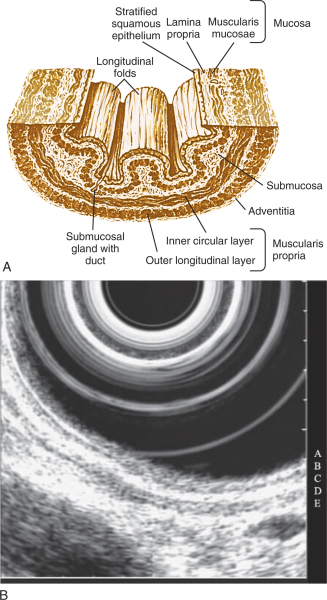 Stratified
squamous
epithelium
Lamina
propria
Muscularis
mucosae
Mucosa
Longitudinal
folds
Submucosa
Adventitia
Submucosal
gland with
duct
Inner circular layer
Outer longitudinal layer
Muscularis
propria
A
A
B
C
D
E
B